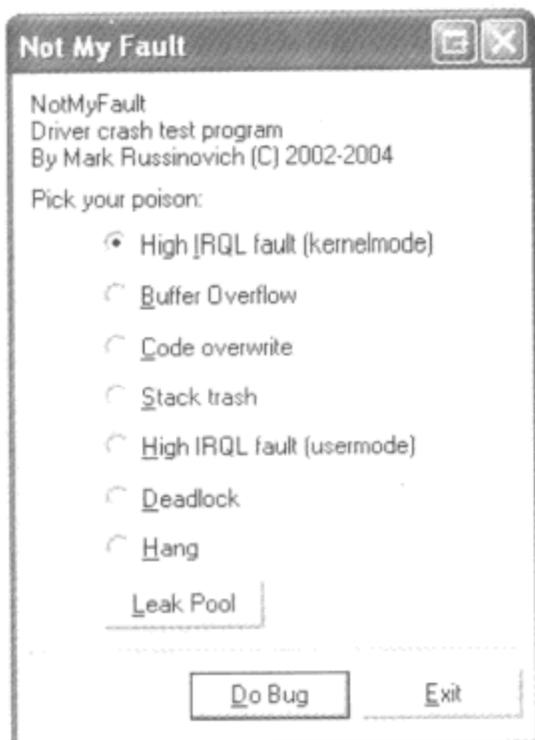 Not My Fault
NotMyFault
Driver crash test program
By Mark Russinovich (C) 2002-2004
Pick your poison:
High IRQL fault (kernelmode)
Buffer Overflow
Code overwrite
Stack trash
High IRQL fault (usermode)
Deadlock
Hang
Leak Pool
Do Bug
Exit